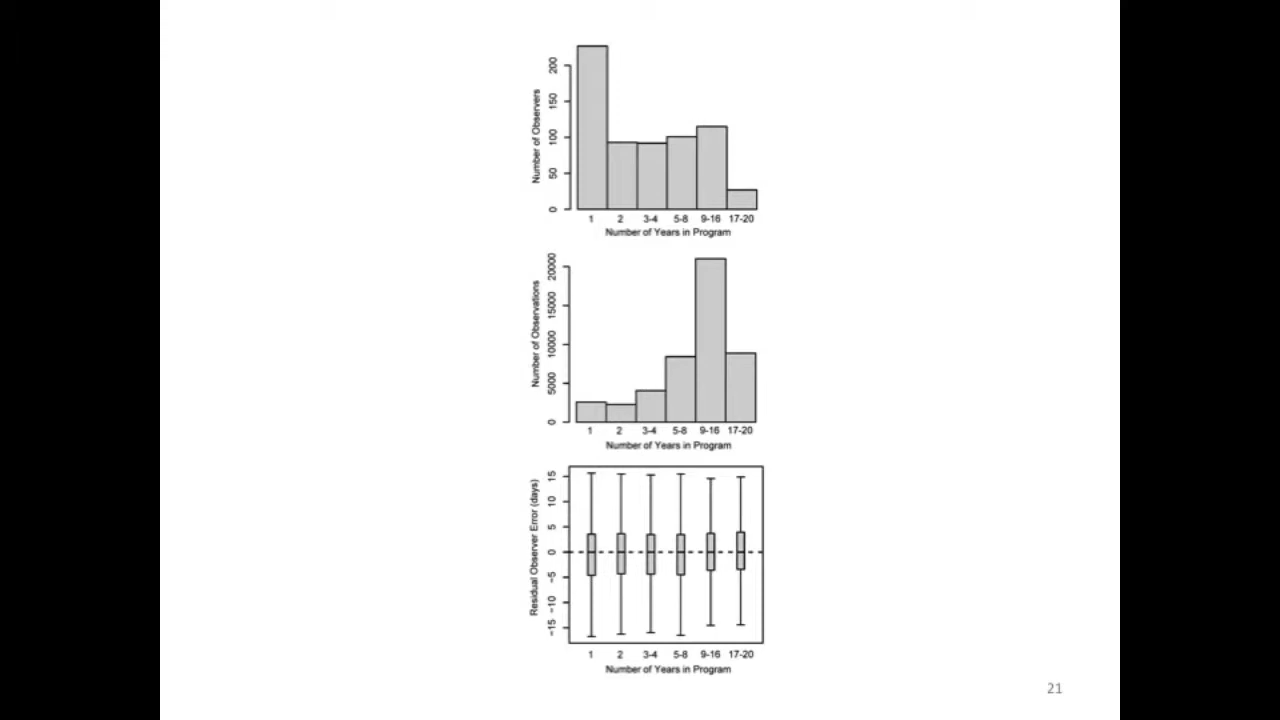 Number of Observers
200
150
100
50
0
1 2 3-4 5-8 9-16 17-20
Number of Years in Program
Number of Observations
20000
15000
10000
5000
0
1 2 3-4 5-8 9-16 17-20
Number of Years in Program
Residual Observer Error (days)
15
10
5
0
−5
−10
−15
1 2 3-4 5-8 9-16 17-20
Number of Years in Program
21